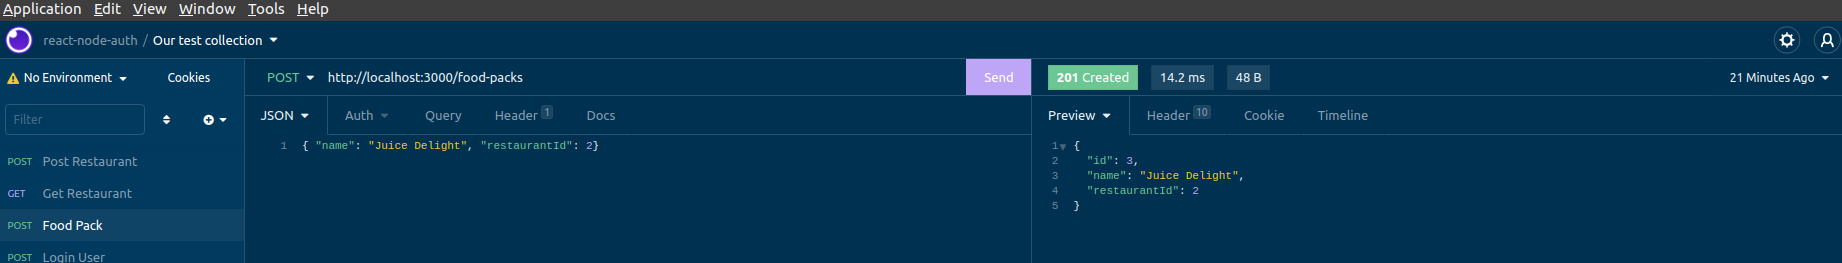 Application Edit View Window Tools Help
react-node-auth / Our test collection
No Environment Cookies
POST http://localhost:3000/food-packs Send
201 Created 14.2 ms 48 B 21 Minutes Ago
Filter
JSON Auth Query Header 1 Docs
Preview Header 10 Cookie Timeline
POST Post Restaurant
GET Get Restaurant
POST Food Pack
POST Login User
1 { "name": "Juice Delight", "restaurantId": 2}
1 {
2 "id": 3,
3 "name": "Juice Delight",
4 "restaurantId": 2
5 }